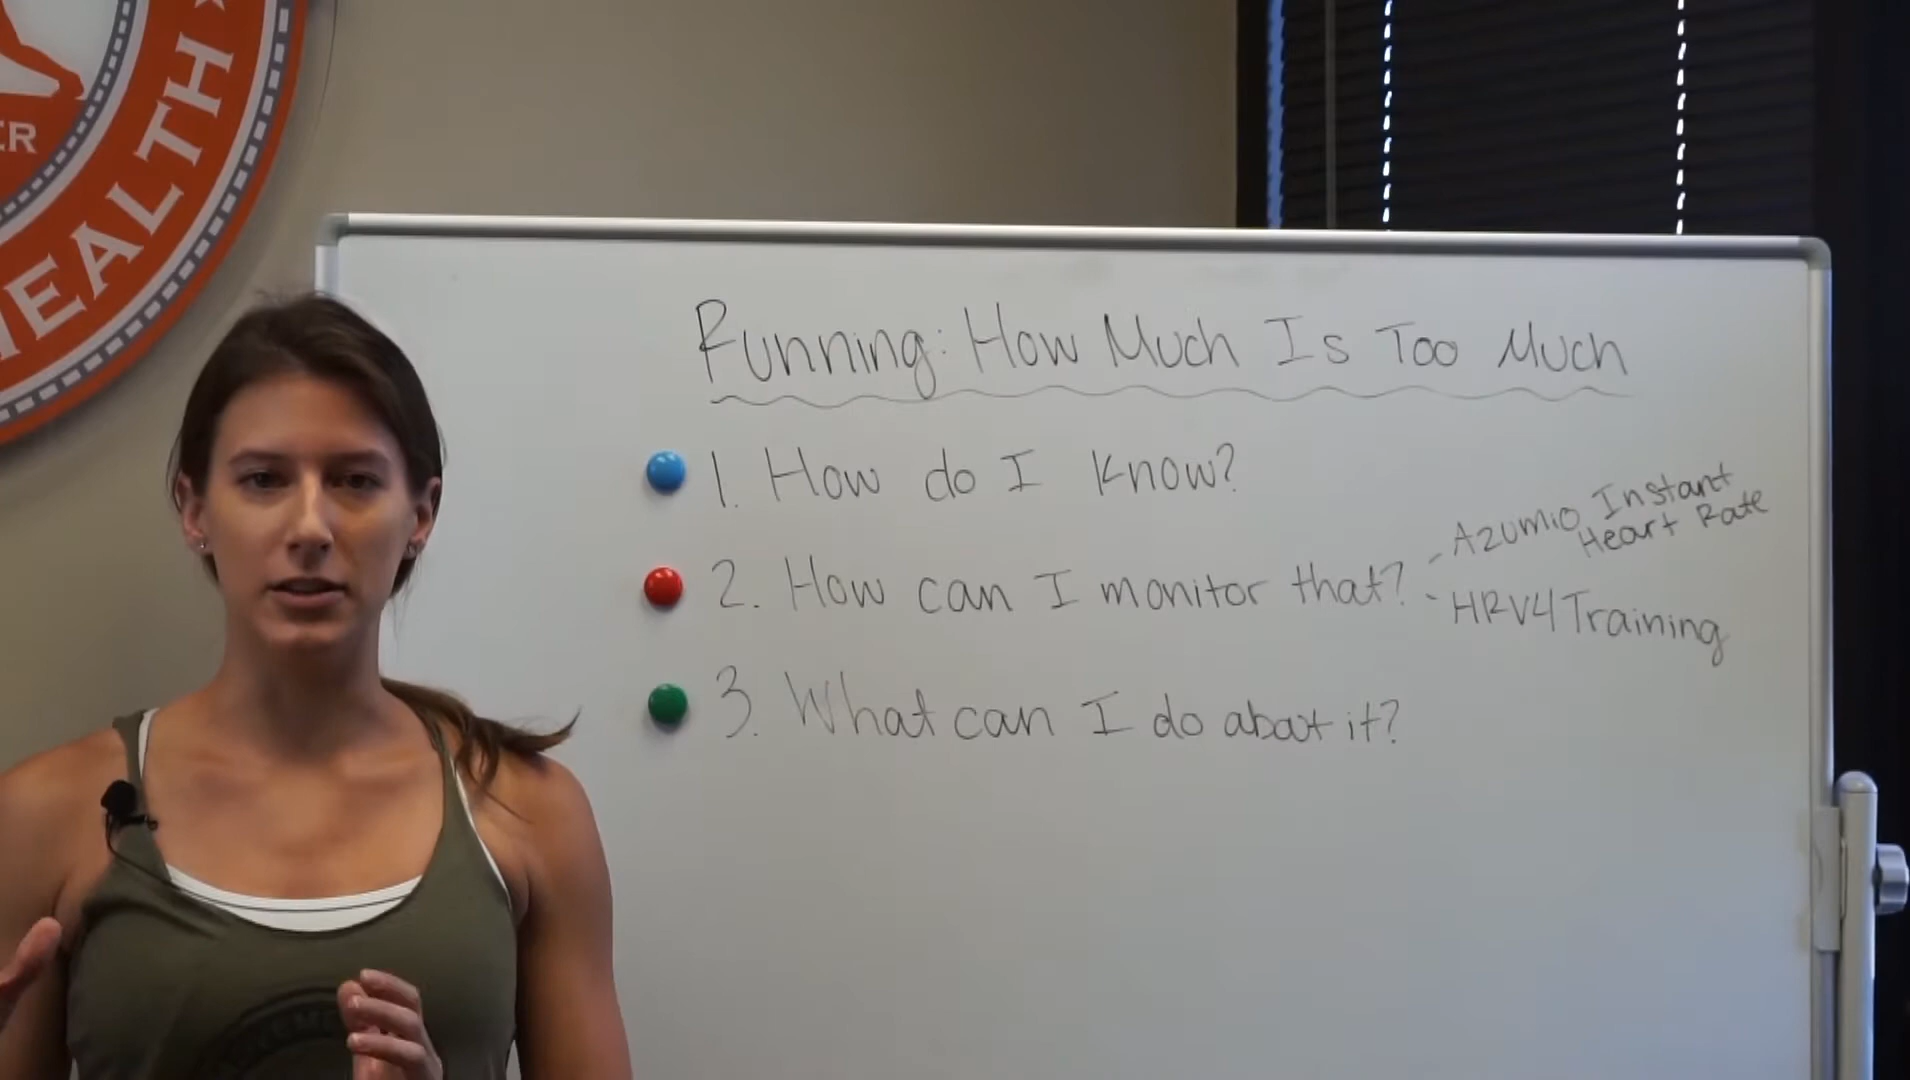 ER
HEALTH
Running: How Much Is Too Much
1. How do I know?
2. How can I monitor that?
- Azumio Instant
Heart Rate
- HRV4Training
3. What can I do about it?